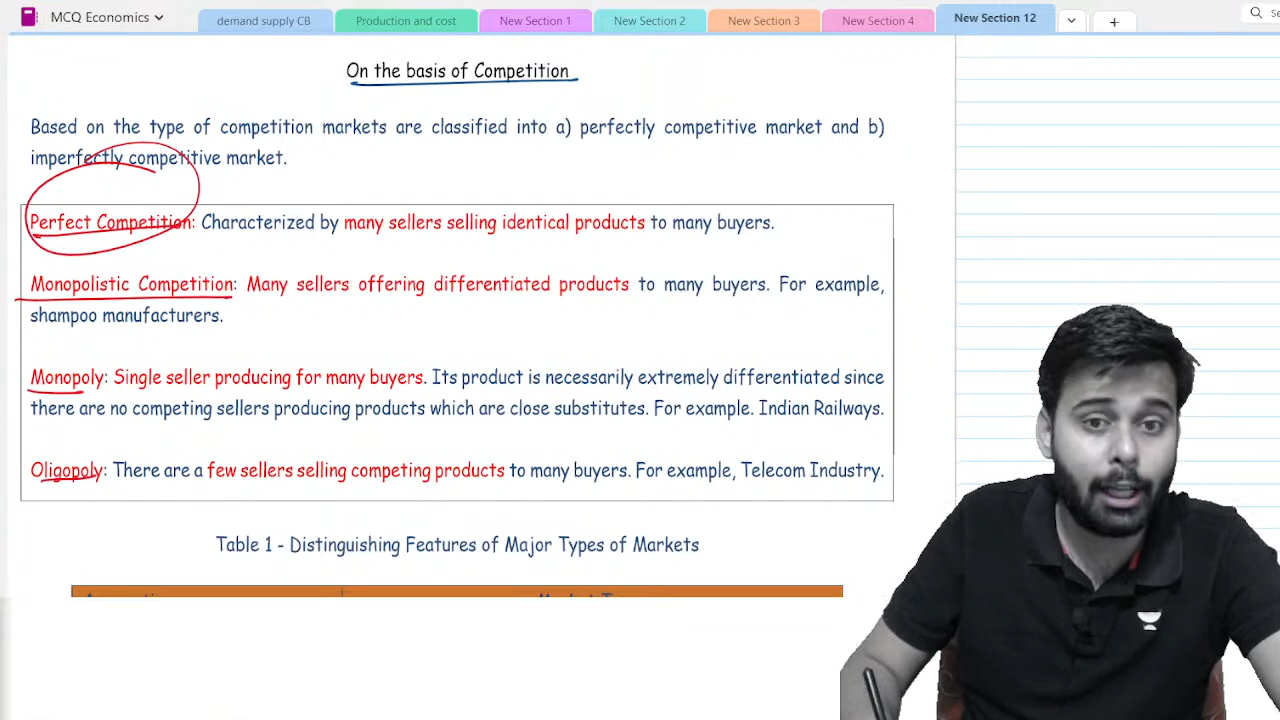 MCQ Economics
demand supply CB
Production and cost
New Section 1
New Section 2
New Section 3
New Section 4
New Section 12
On the basis of Competition
Based on the type of competition markets are classified into a) perfectly competitive market and b)
imperfectly competitive market.
Perfect Competition: Characterized by many sellers selling identical products to many buyers.
Monopolistic Competition: Many sellers offering differentiated products to many buyers. For example,
shampoo manufacturers.
Monopoly: Single seller producing for many buyers. Its product is necessarily extremely differentiated since
there are no competing sellers producing products which are close substitutes. For example. Indian Railways.
Oligopoly: There are a few sellers selling competing products to many buyers. For example, Telecom Industry.
Table 1 - Distinguishing Features of Major Types of Markets